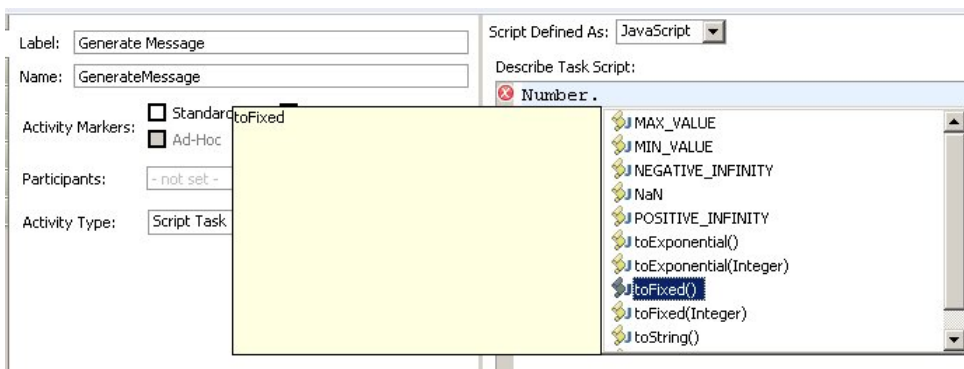 Label: Generate Message
Name: GenerateMessage
Activity Markers: Standard
Ad-Hoc
Participants: - not set -
Activity Type: Script Task
Script Defined As: JavaScript
Describe Task Script:
Number.
toFixed
MAX_VALUE
MIN_VALUE
NEGATIVE_INFINITY
NaN
POSITIVE_INFINITY
toExponential()
toExponential(Integer)
toFixed()
toFixed(Integer)
toString()